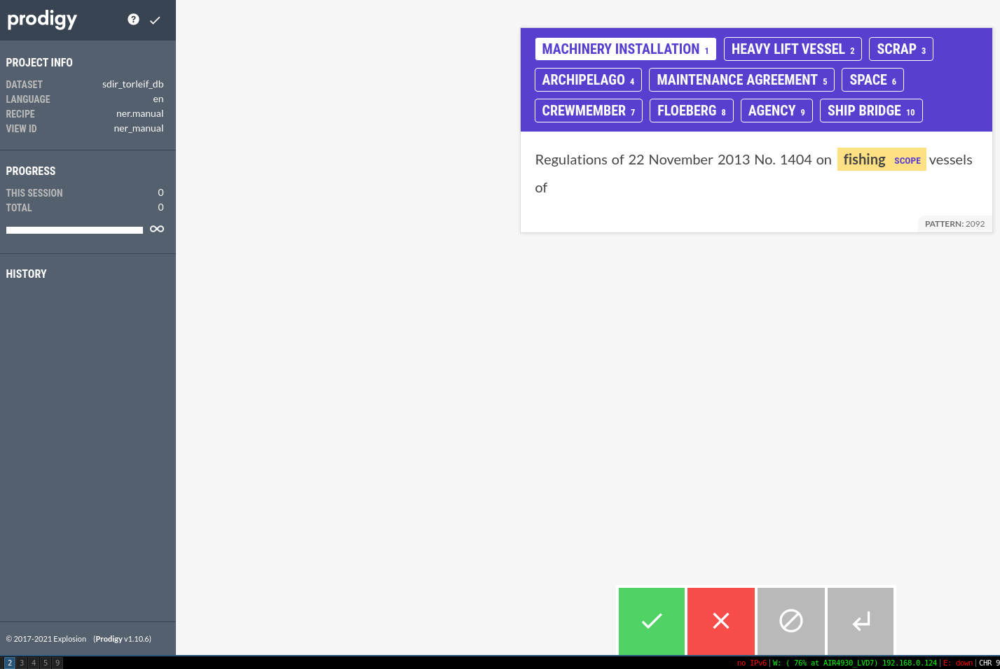 prodigy
PROJECT INFO
DATASET sdir_torleif_db
LANGUAGE en
RECIPE ner.manual
VIEW ID ner_manual
PROGRESS
THIS SESSION 0
TOTAL 0
∞
HISTORY
© 2017-2021 Explosion (Prodigy v1.10.6)
MACHINERY INSTALLATION 1 HEAVY LIFT VESSEL 2 SCRAP 3
ARCHIPELAGO 4 MAINTENANCE AGREEMENT 5 SPACE 6
CREWMEMBER 7 FLOEBERG 8 AGENCY 9 SHIP BRIDGE 10
Regulations of 22 November 2013 No. 1404 on fishing SCOPE vessels
of
PATTERN: 2092
2 3 4 5 9
no IPv6|W: ( 76% at AIR4930_LVD7) 192.168.0.124|E: down|CHR 9